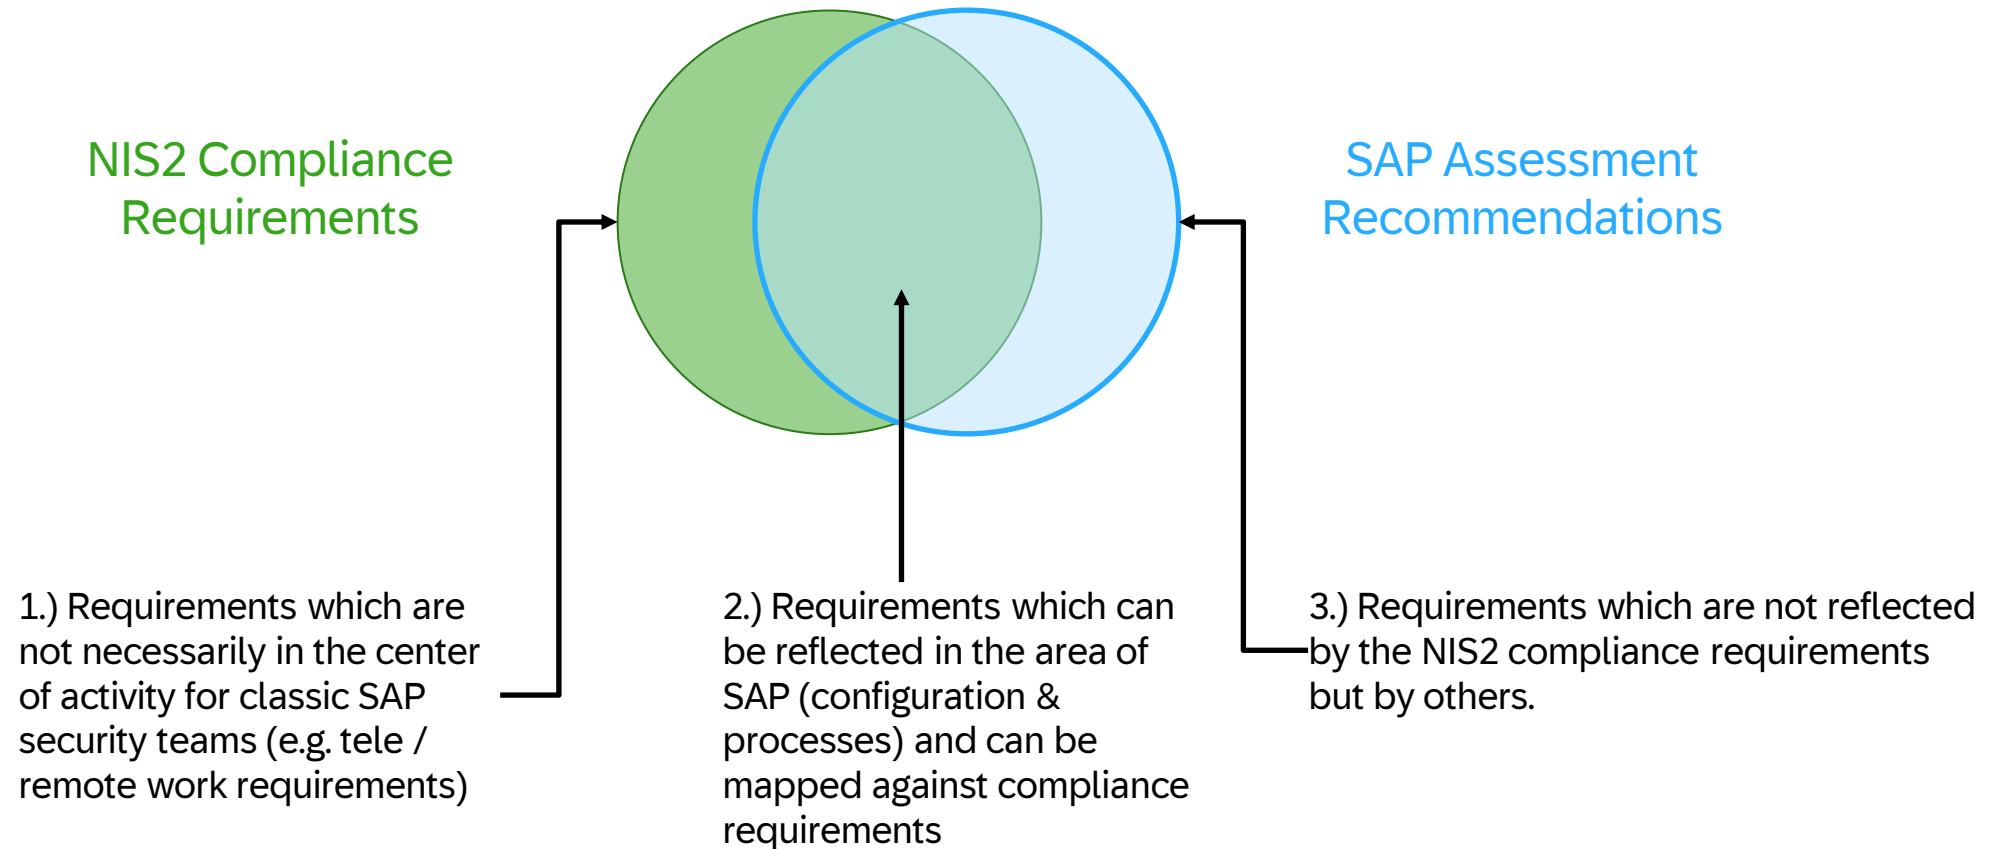 NIS2 Compliance
Requirements
SAP Assessment
Recommendations
1.) Requirements which are
not necessarily in the center
of activity for classic SAP
security teams (e.g. tele /
remote work requirements)
2.) Requirements which can
be reflected in the area of
SAP (configuration &
processes) and can be
mapped against compliance
requirements
3.) Requirements which are not reflected
by the NIS2 compliance requirements
but by others.